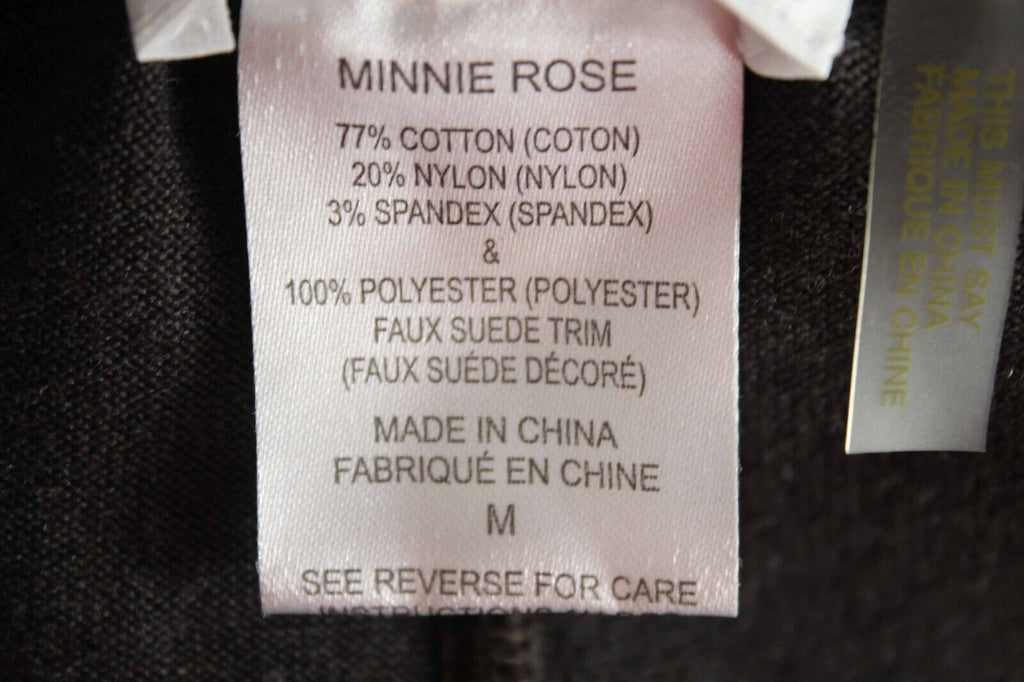 MINNIE ROSE
77% COTTON (COTON)
20% NYLON (NYLON)
3% SPANDEX (SPANDEX)
&
100% POLYESTER (POLYESTER)
FAUX SUEDE TRIM
(FAUX SUÉDE DÉCORÉ)
MADE IN CHINA
FABRIQUÉ EN CHINE
M
SEE REVERSE FOR CARE
INSTRUCTIONS
THIS MUST SAY
MADE IN CHINA
FABRIQUE EN CHINE